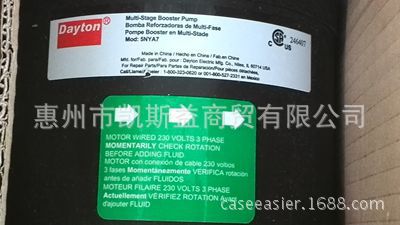 Dayton
Multi-Stage Booster Pump
Bomba Reforzadoras de Multi-Fase
Pompe Booster en Multi-Stade
Mod: 5NYA7
C US 246407
Made in China / Hecho en China / Fab en China
Mfd. for/Fab. para / Fab. pour - Dayton Electric Mfg. Co., Niles, IL 60714 USA
For Repair Parts/Para Partes de Reparacion/Pour pièces détachées,
Call/Llame/Appeler 1-800-323-0620 or 001-800-527-2331 en Mexico
惠州市凯斯益商贸有限公司
MOTOR WIRED 230 VOLTS 3 PHASE
MOMENTARILY CHECK ROTATION
BEFORE ADDING FLUID
MOTOR con conexión de cable 230 voltios
3 fases Momentáneamente VERIFICA rotación
antes de añadir FLUIDOS
MOTEUR FILAIRE 230 VOLTS 3 PHASE
Actuellement VÉRIFIEZ ROTATION Avant
d'ajouter FLUID
caseeasier.1688.com